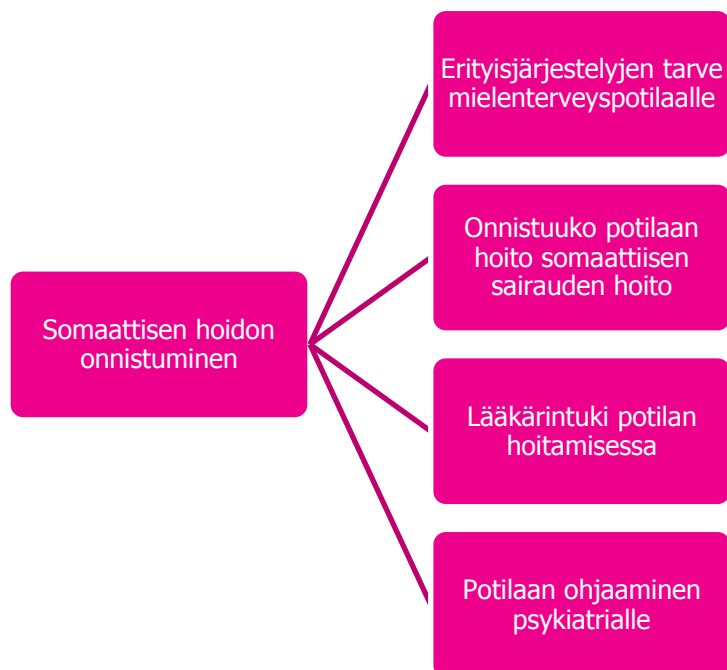 Erityisjärjestelyjen tarve
mielenterveyspotilaalle
Onnistuuko potilaan
hoito somaattiisen
sairauden hoito
Somaattisen hoidon
onnistuminen
Lääkärintuki potilan
hoitamisessa
Potilaan ohjaaminen
psykiatrialle